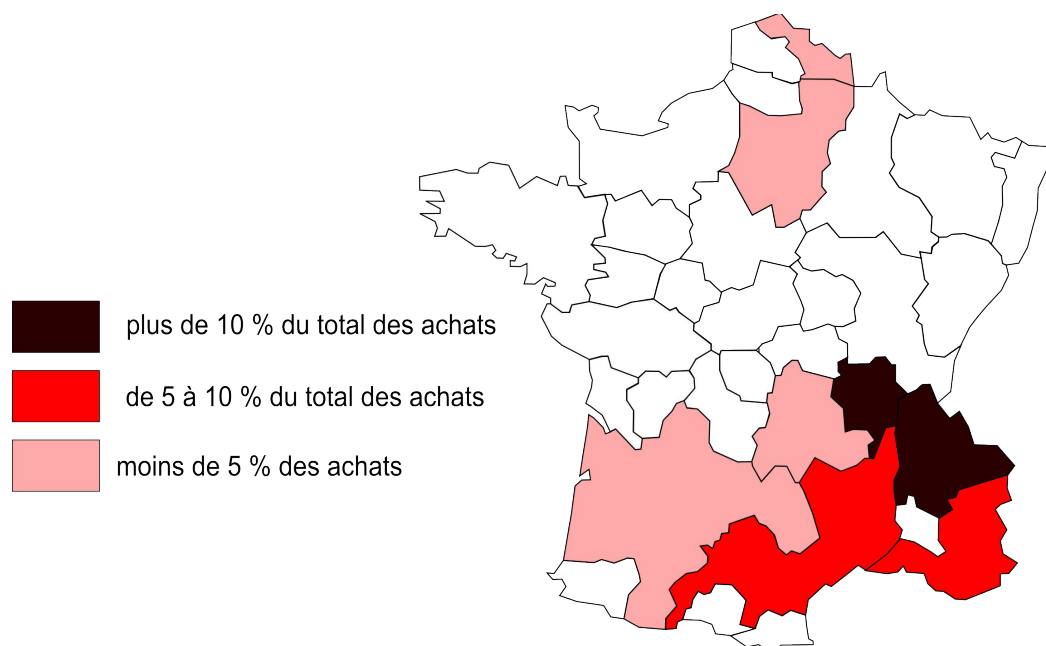 plus de 10 % du total des achats
de 5 à 10 % du total des achats
moins de 5 % des achats